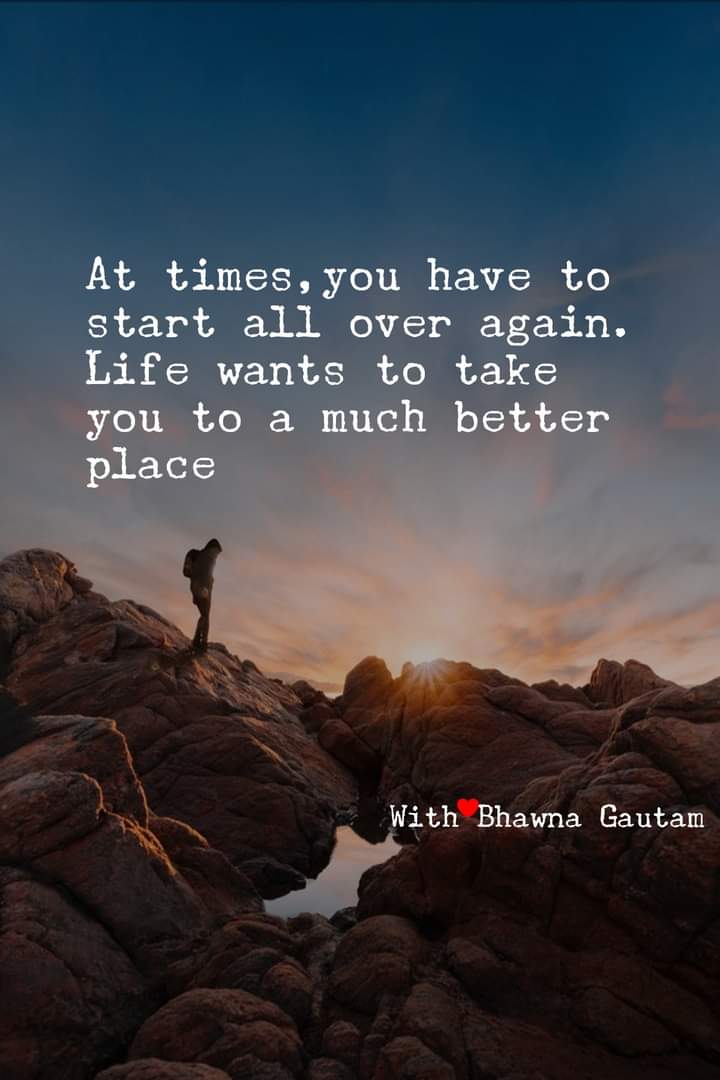 At times,you have to
start all over again.
Life wants to take
you to a much better
place
With❤Bhawna Gautam